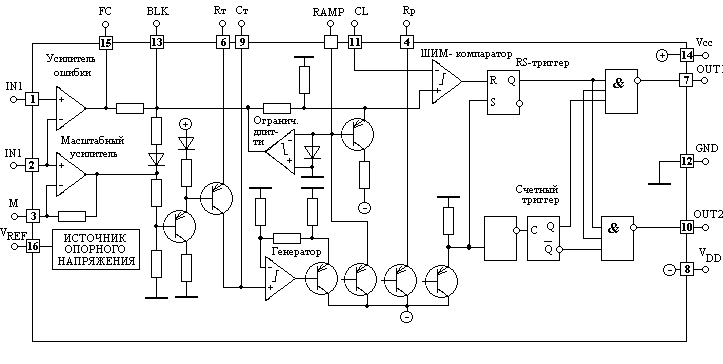 FC
BLK
Rт
Cт
RAMP
CL
Rp
15
13
6
9
11
4
Vcc
14
OUT1
7
GND
12
OUT2
10
VDD
8
IN1
1
IN1
2
M
3
VREF
16
Усилитель
ошибки
Масштабный
усилитель
ИСТОЧНИК
ОПОРНОГО
НАПРЯЖЕНИЯ
Огранич.
длит-
ти
Генератор
ШИМ- компаратор
RS-триггер
R Q
S
&
Счетный
триггер
C Q
Q
&